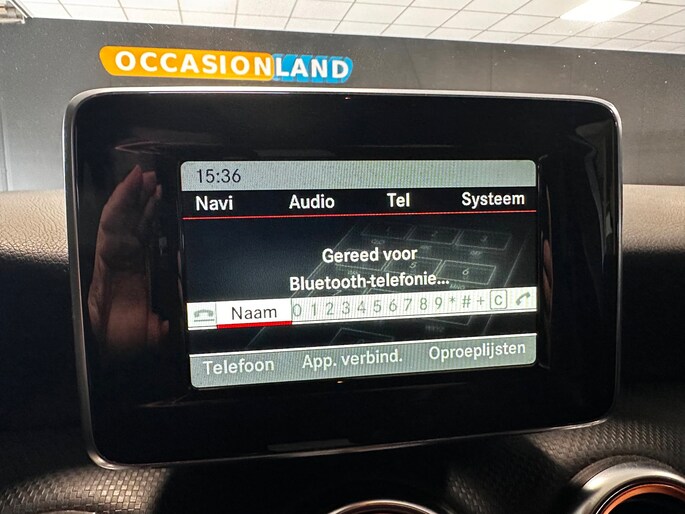 OCCASIONLAND
15:36
Navi Audio Tel Systeem
Gereed voor
Bluetooth-telefonie...
Naam 0 1 2 3 4 5 6 7 8 9 * # + C
Telefoon App. verbind. Oproeplijsten